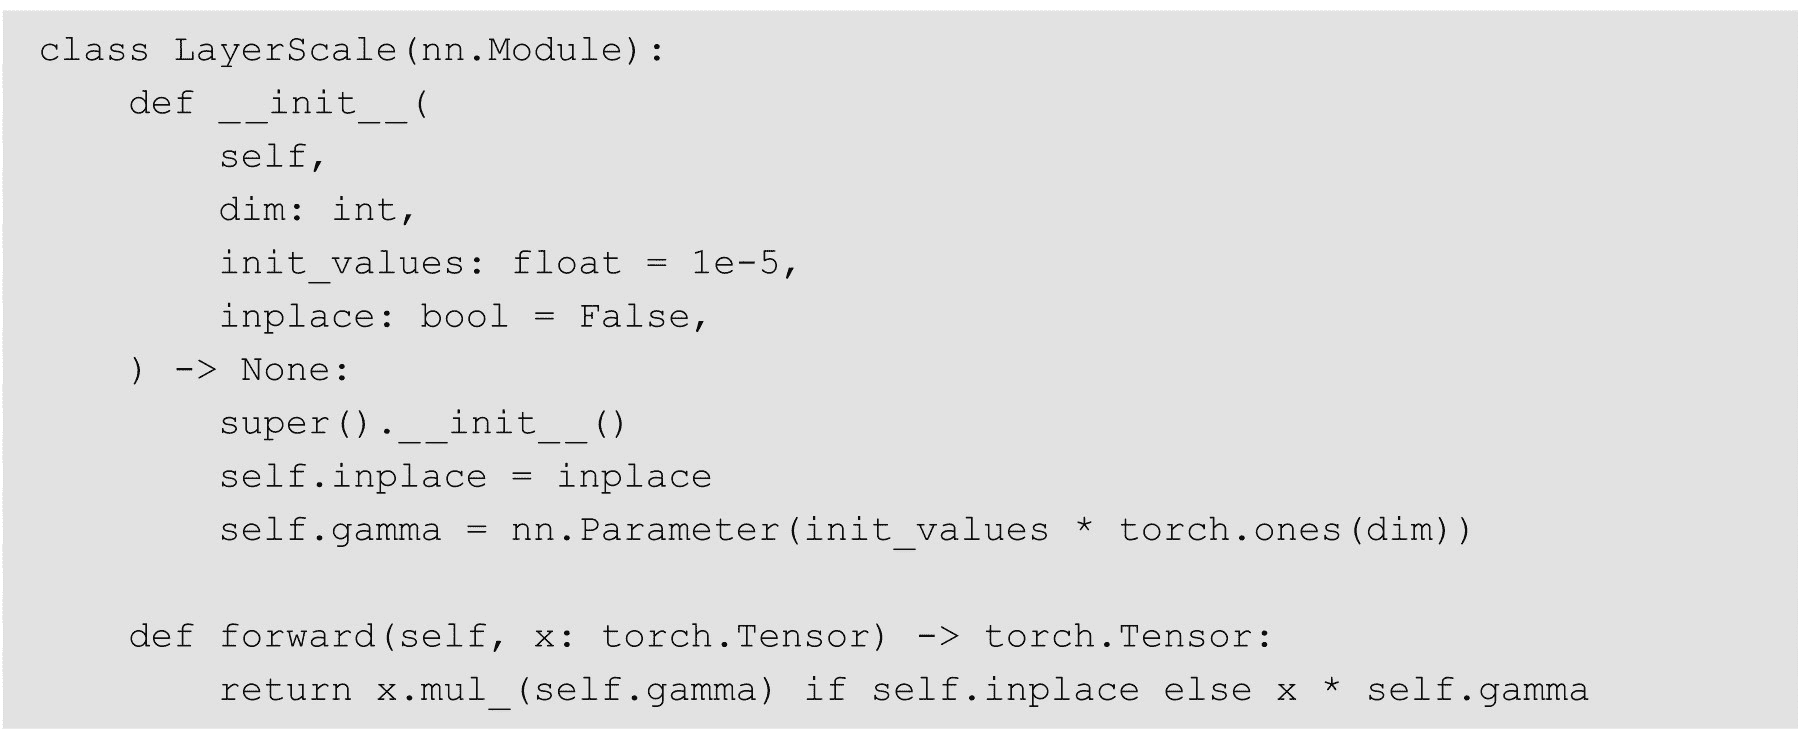 class LayerScale(nn.Module):
    def __init__(
        self,
        dim: int,
        init_values: float = 1e-5,
        inplace: bool = False,
    ) -> None:
        super().__init__()
        self.inplace = inplace
        self.gamma = nn.Parameter(init_values * torch.ones(dim))

    def forward(self, x: torch.Tensor) -> torch.Tensor:
        return x.mul_(self.gamma) if self.inplace else x * self.gamma